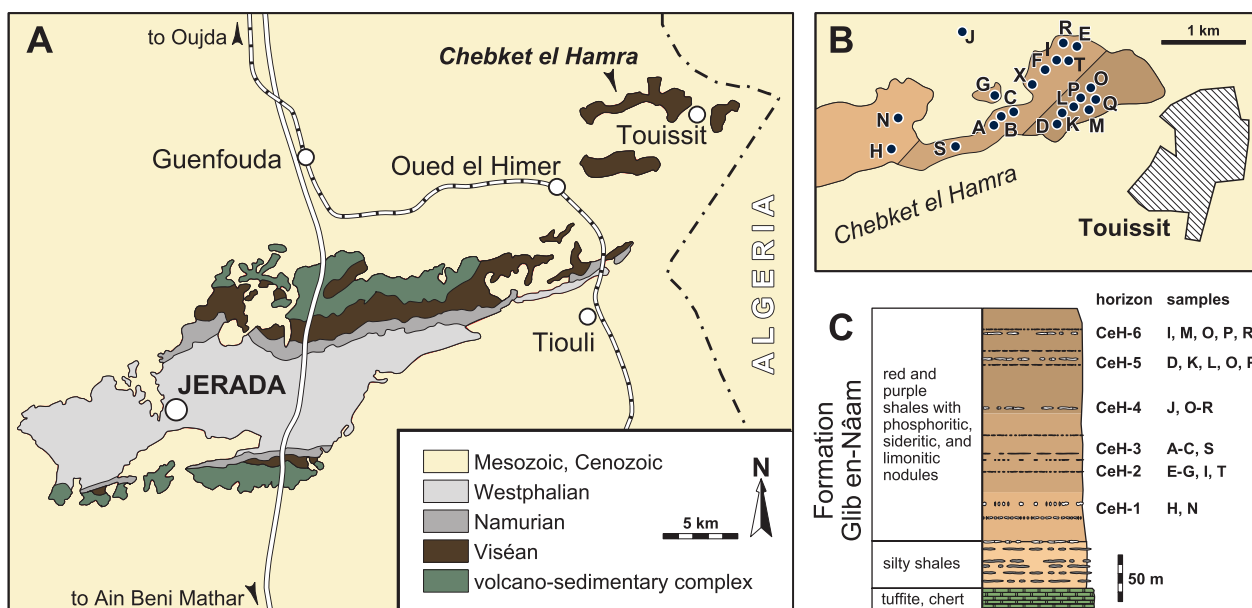 A
to Oujda
Chebket el Hamra
Touissit
Guenfouda
Oued el Himer
ALGERIA
Tiouli
JERADA
to Ain Beni Mathar
Mesozoic, Cenozoic
Westphalian
Namurian
Viséan
volcano-sedimentary complex
N
5 km
B
1 km
J
R
E
I
F
T
X
O
G
C
P
L
Q
N
A
B
D
K
M
H
S
Chebket el Hamra
Touissit
C
horizon samples
Formation
Glib en-Nâam
red and
purple
shales with
phosphoritic,
sideritic, and
limonitic
nodules
silty shales
tuffite, chert
CeH-6 I, M, O, P, R
CeH-5 D, K, L, O, P
CeH-4 J, O-R
CeH-3 A-C, S
CeH-2 E-G, I, T
CeH-1 H, N
50 m